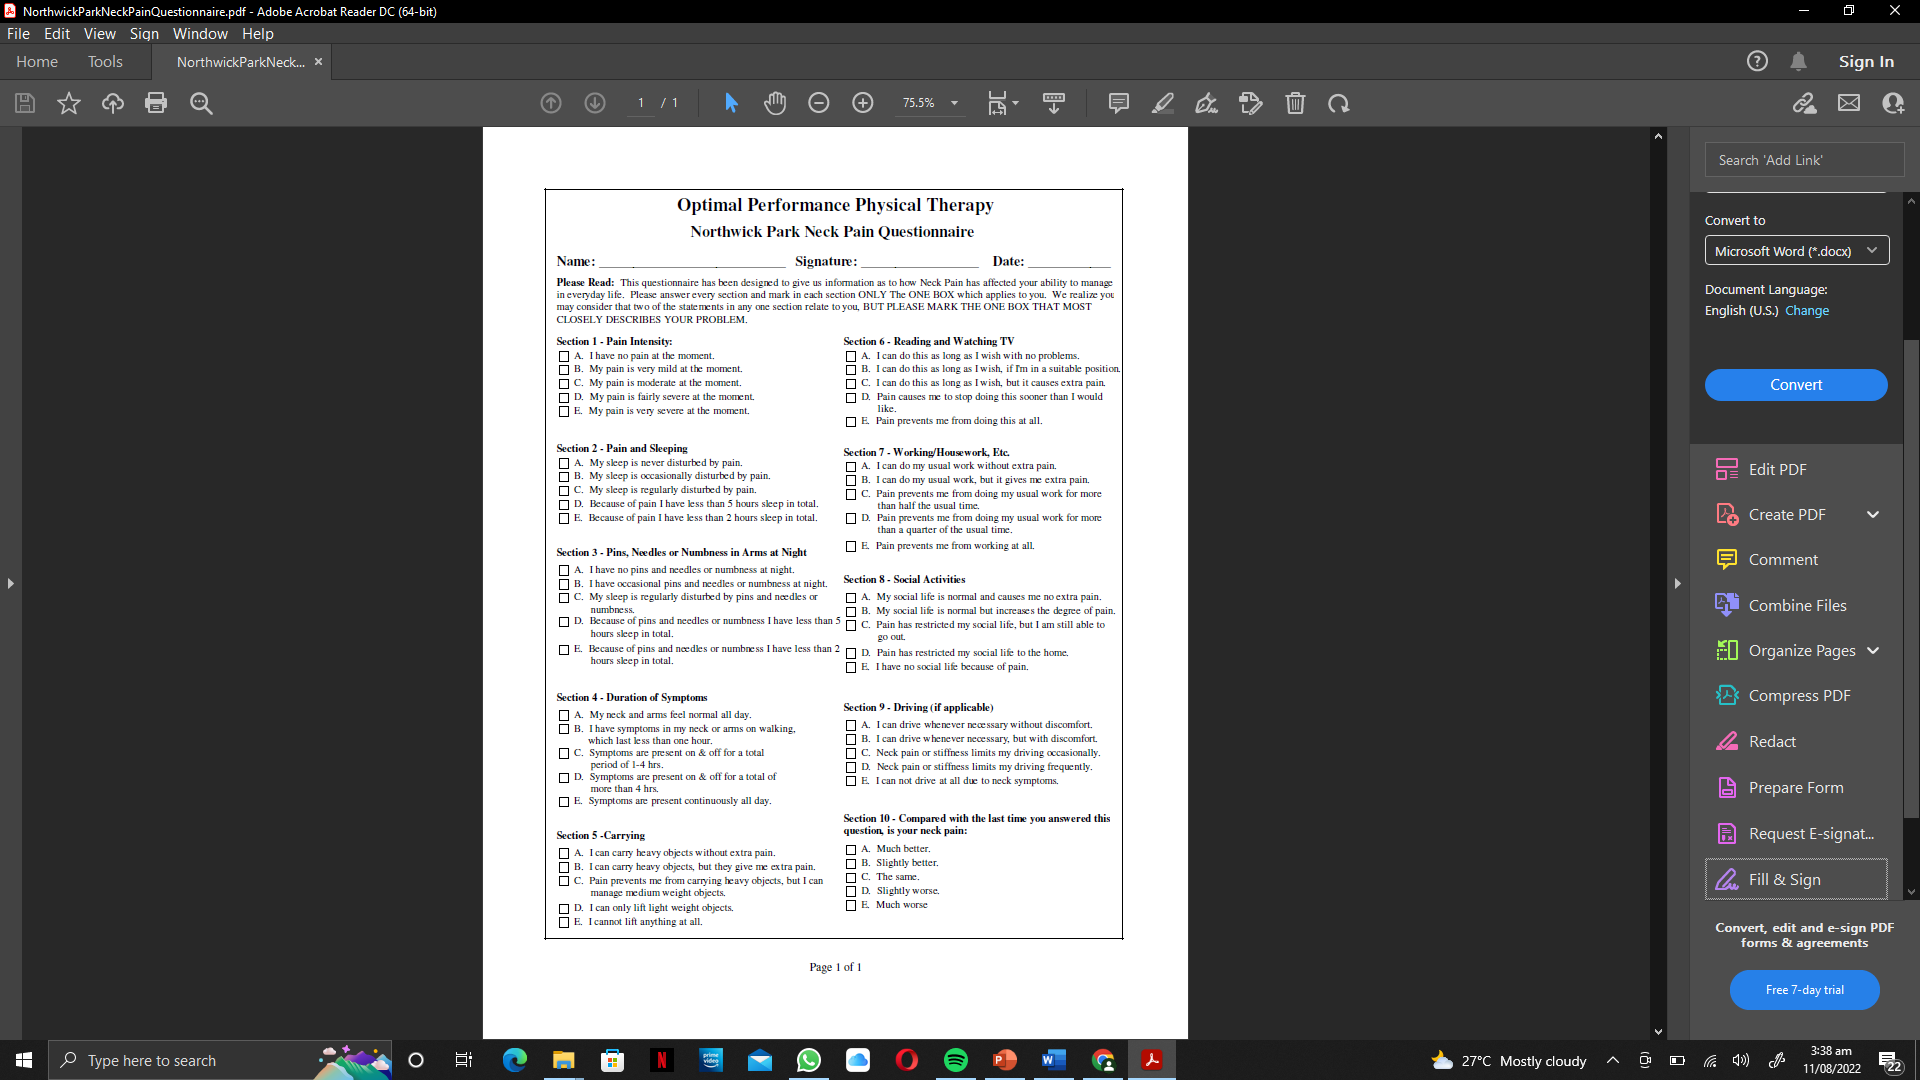 NorthwickParkNeckPainQuestionnaire.pdf - Adobe Acrobat Reader DC (64-bit)
File Edit View Sign Window Help
Home Tools NorthwickParkNeck... × Sign In
1 / 1 75.5%
Optimal Performance Physical Therapy
Northwick Park Neck Pain Questionnaire
Name: Signature: Date:
Please Read: This questionnaire has been designed to give us information as to how Neck Pain has affected your ability to manage
in everyday life. Please answer every section and mark in each section ONLY The ONE BOX which applies to you. We realize you
may consider that two of the statements in any one section relate to you, BUT PLEASE MARK THE ONE BOX THAT MOST
CLOSELY DESCRIBES YOUR PROBLEM.
Section 1 - Pain Intensity:
A. I have no pain at the moment.
B. My pain is very mild at the moment.
C. My pain is moderate at the moment.
D. My pain is fairly severe at the moment.
E. My pain is very severe at the moment.
Section 2 - Pain and Sleeping
A. My sleep is never disturbed by pain.
B. My sleep is occasionally disturbed by pain.
C. My sleep is regularly disturbed by pain.
D. Because of pain I have less than 5 hours sleep in total.
E. Because of pain I have less than 2 hours sleep in total.
Section 3 - Pins, Needles or Numbness in Arms at Night
A. I have no pins and needles or numbness at night.
B. I have occasional pins and needles or numbness at night.
C. My sleep is regularly disturbed by pins and needles or
numbness.
D. Because of pins and needles or numbness I have less than 5
hours sleep in total.
E. Because of pins and needles or numbness I have less than 2
hours sleep in total.
Section 4 - Duration of Symptoms
A. My neck and arms feel normal all day.
B. I have symptoms in my neck or arms on walking,
which last less than one hour.
C. Symptoms are present on & off for a total
period of 1-4 hrs.
D. Symptoms are present on & off for a total of
more than 4 hrs.
E. Symptoms are present continuously all day.
Section 5 -Carrying
A. I can carry heavy objects without extra pain.
B. I can carry heavy objects, but they give me extra pain.
C. Pain prevents me from carrying heavy objects, but I can
manage medium weight objects.
D. I can only lift light weight objects.
E. I cannot lift anything at all.
Section 6 - Reading and Watching TV
A. I can do this as long as I wish with no problems.
B. I can do this as long as I wish, if I'm in a suitable position.
C. I can do this as long as I wish, but it causes extra pain.
D. Pain causes me to stop doing this sooner than I would
like.
E. Pain prevents me from doing this at all.
Section 7 - Working/Housework, Etc.
A. I can do my usual work without extra pain.
B. I can do my usual work, but it gives me extra pain.
C. Pain prevents me from doing my usual work for more
than half the usual time.
D. Pain prevents me from doing my usual work for more
than a quarter of the usual time.
E. Pain prevents me from working at all.
Section 8 - Social Activities
A. My social life is normal and causes me no extra pain.
B. My social life is normal but increases the degree of pain.
C. Pain has restricted my social life, but I am still able to
go out.
D. Pain has restricted my social life to the home.
E. I have no social life because of pain.
Section 9 - Driving (if applicable)
A. I can drive whenever necessary without discomfort.
B. I can drive whenever necessary, but with discomfort.
C. Neck pain or stiffness limits my driving occasionally.
D. Neck pain or stiffness limits my driving frequently.
E. I can not drive at all due to neck symptoms.
Section 10 - Compared with the last time you answered this
question, is your neck pain:
A. Much better.
B. Slightly better.
C. The same.
D. Slightly worse.
E. Much worse
Page 1 of 1
Search 'Add Link'
Convert to
Microsoft Word (*.docx)
Document Language:
English (U.S.) Change
Convert
Edit PDF
Create PDF
Comment
Combine Files
Organize Pages
Compress PDF
Redact
Prepare Form
Request E-signat...
Fill & Sign
Convert, edit and e-sign PDF
forms & agreements
Free 7-day trial
Type here to search
prime video
27°C Mostly cloudy
3:38 am
11/08/2022
22